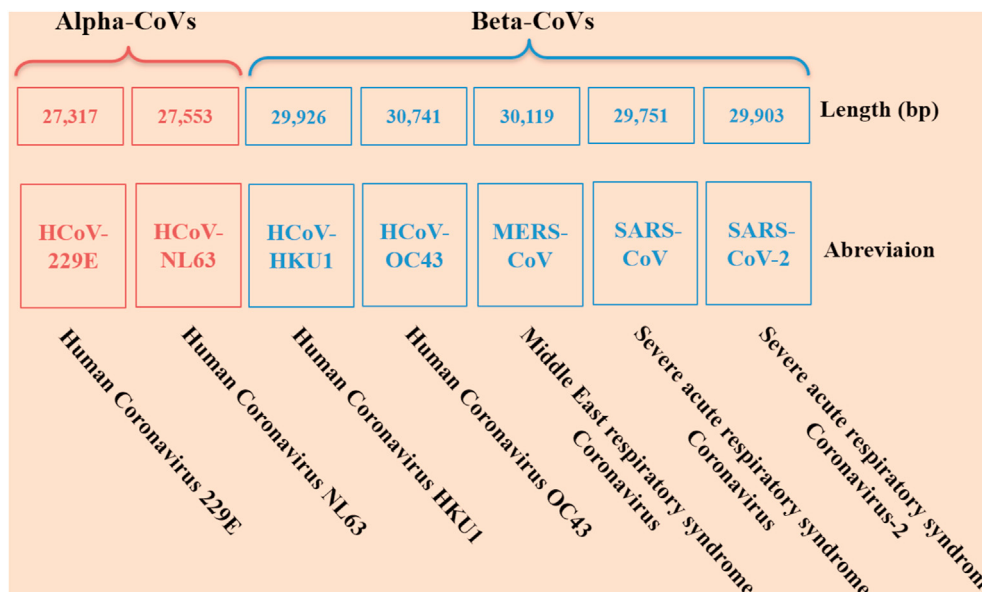 Alpha-CoVs
Beta-CoVs
27,317
27,553
29,926
30,741
30,119
29,751
29,903
Length (bp)
HCoV-
229E
HCoV-
NL63
HCoV-
HKU1
HCoV-
OC43
MERS-
CoV
SARS-
CoV
SARS-
CoV-2
Abreviaion
Human Coronavirus 229E
Human Coronavirus NL63
Human Coronavirus HKU1
Human Coronavirus OC43
Middle East respiratory syndrome
Coronavirus
Severe acute respiratory syndrome
Coronavirus
Severe acute respiratory syndrom
Coronavirus-2